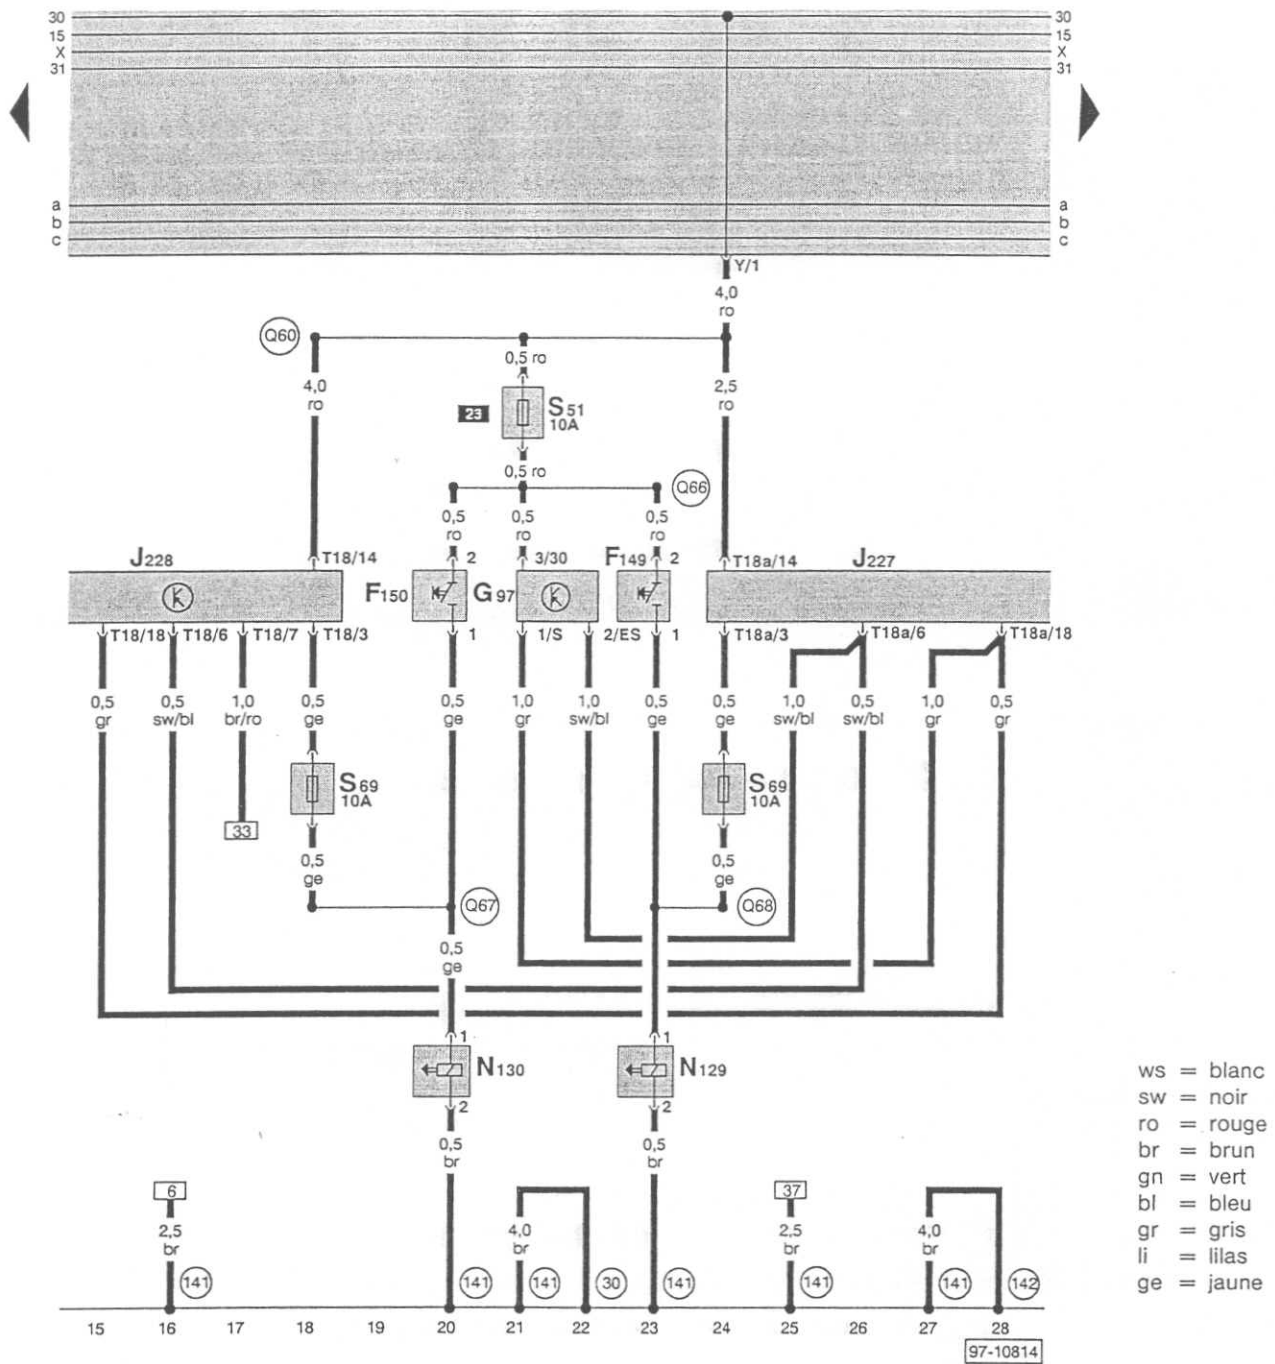 30 30
15 15
X X
31 31
a a
b b
c c
Y/1
4,0
ro
Q60
0,5 ro
4,0
ro
2,5
ro
23 S51
10A
0,5 ro
Q66
0,5 0,5 0,5
ro ro ro
J228 T18/14 2 3/30 F149 2 T18a/14 J227
F150 G97
T18/18 T18/6 T18/7 T18/3 1 1/S 2/ES 1 T18a/3 T18a/6 T18a/18
0,5 0,5 1,0 0,5 0,5 1,0 1,0 0,5 0,5 1,0 0,5 1,0 0,5
gr sw/bl br/ro ge ge gr sw/bl ge ge sw/bl sw/bl gr gr
S69 S69
10A 10A
33
0,5 0,5
ge ge
Q67 Q68
0,5
ge
1 1
N130 N129
2 2
0,5 0,5
br br
ws = blanc
sw = noir
ro = rouge
br = brun
gn = vert
bl = bleu
gr = gris
li = lilas
ge = jaune
6 37
2,5 4,0 2,5 4,0
br br br br
141 141 141 30 141 141 141 142
15 16 17 18 19 20 21 22 23 24 25 26 27 28
97-10814